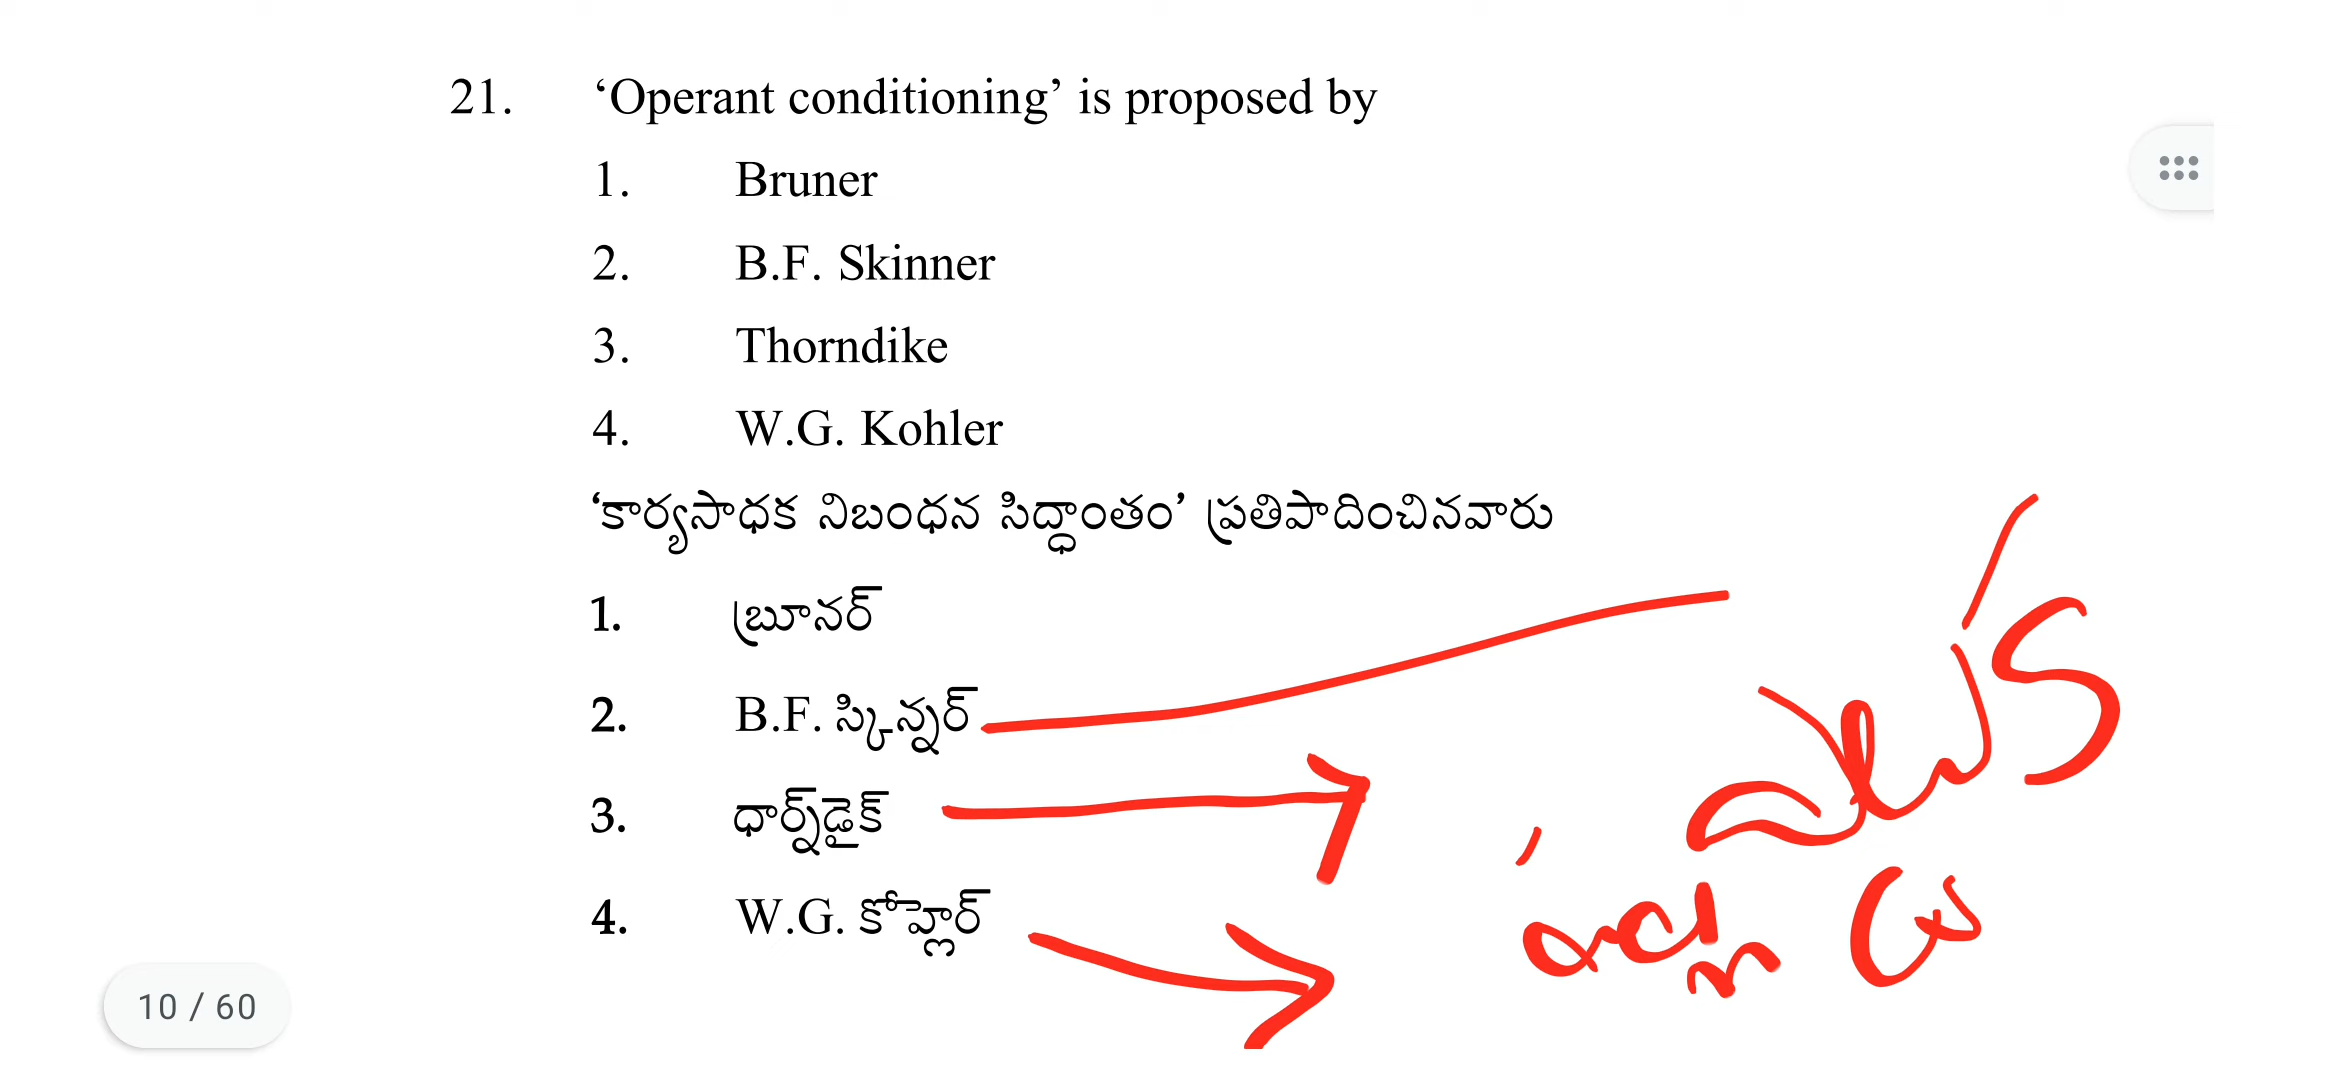 21. ‘Operant conditioning’ is proposed by
1. Bruner
2. B.F. Skinner
3. Thorndike
4. W.G. Kohler
‘కార్యసాధక నిబంధన సిద్ధాంతం’ ప్రతిపాదించినవారు
1. బ్రూనర్
2. B.F. స్కిన్నర్
3. ధార్న్‌డైక్
4. W.G. కోహ్లెర్
10 / 60